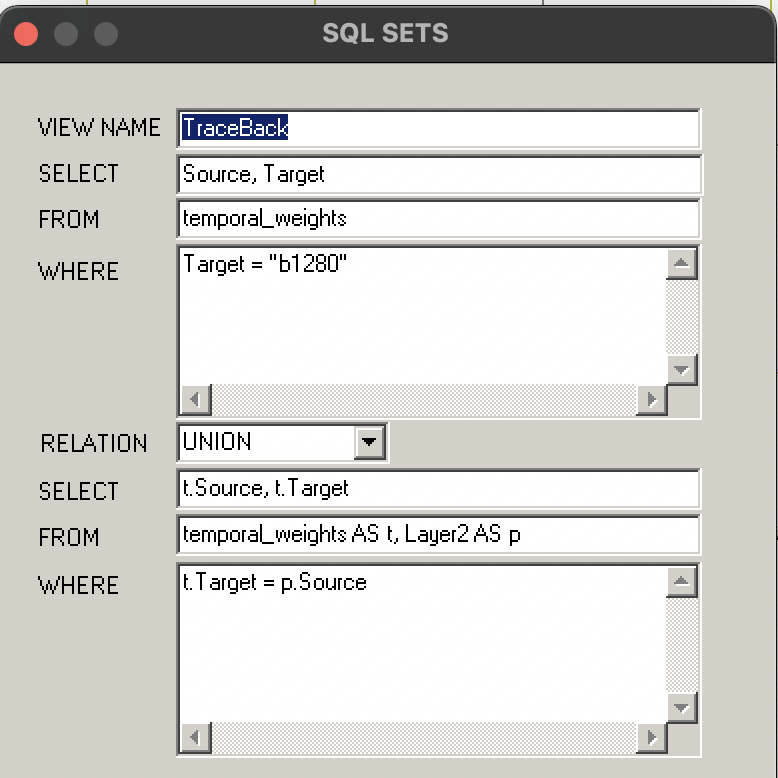 SQL SETS
VIEW NAME TraceBack
SELECT Source, Target
FROM temporal_weights
WHERE Target = "b1280"
RELATION UNION
SELECT t.Source, t.Target
FROM temporal_weights AS t, Layer2 AS p
WHERE t.Target = p.Source